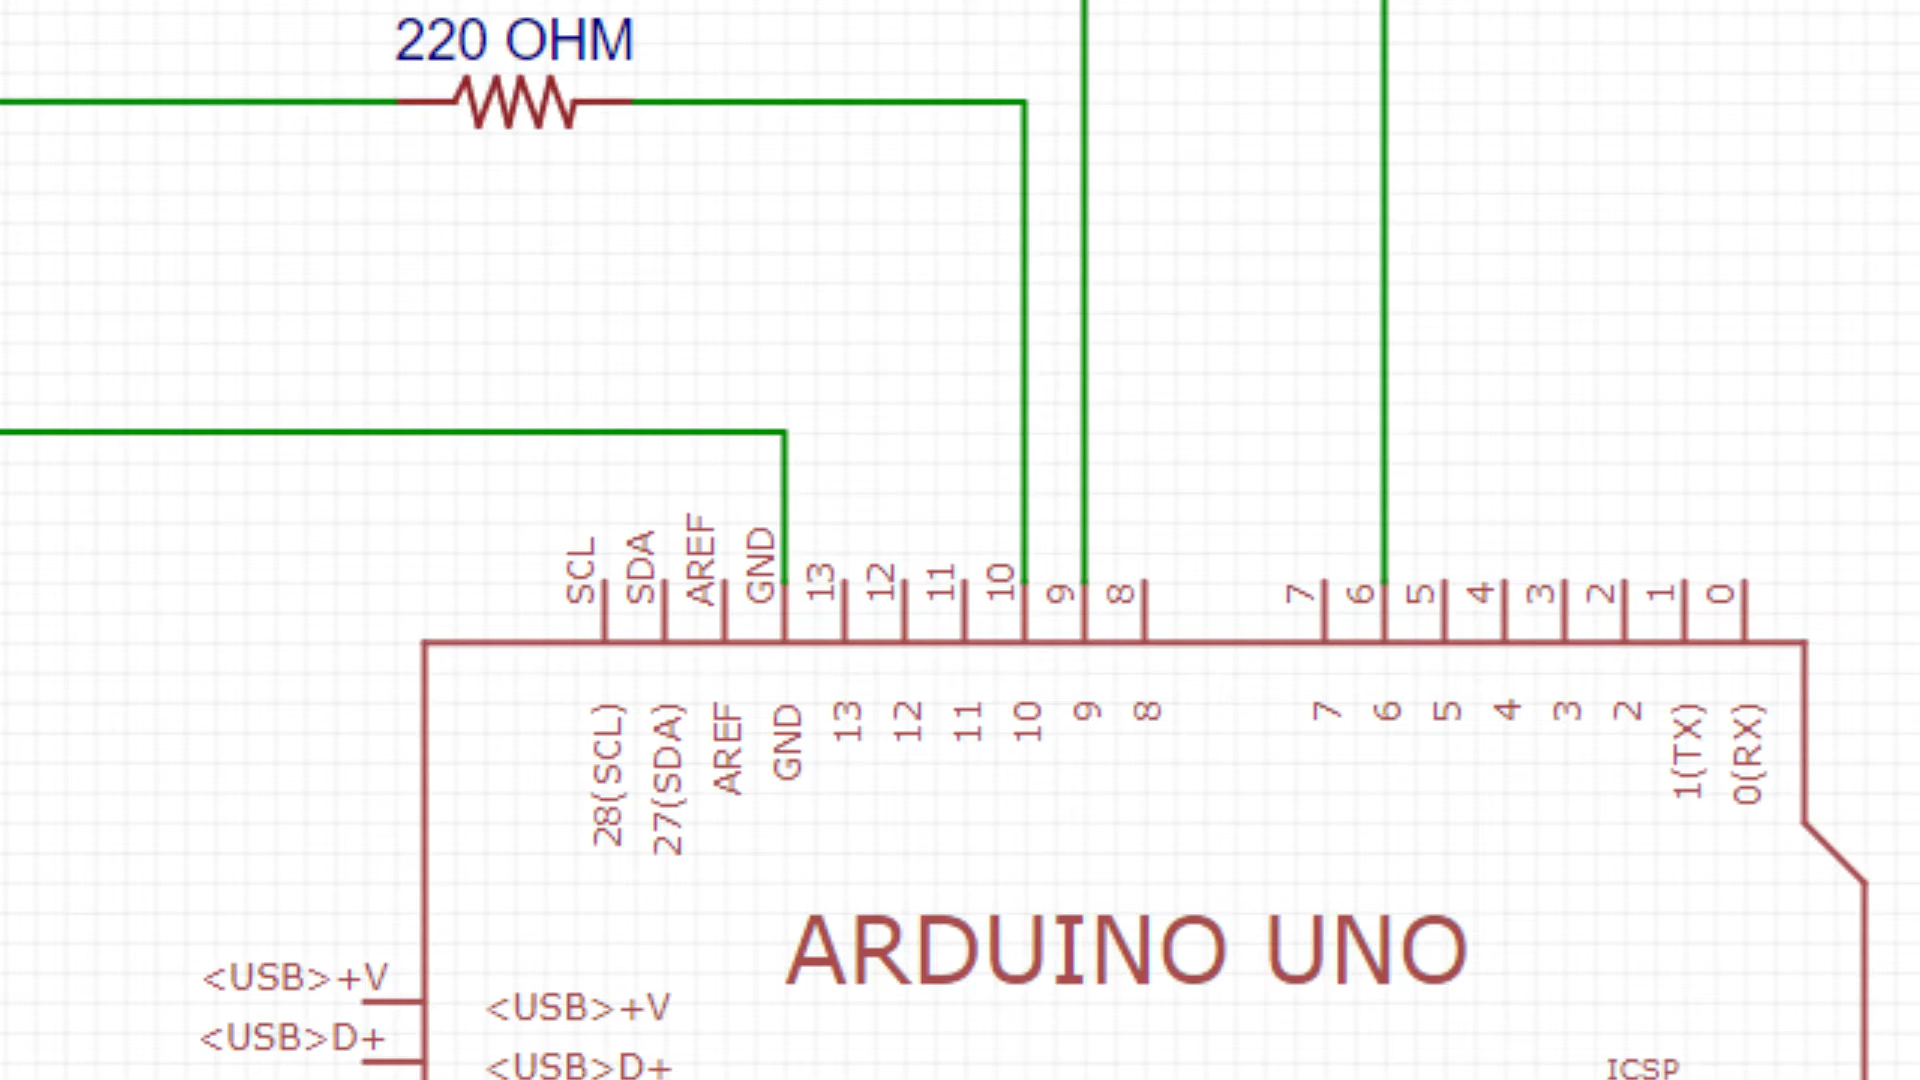 220 OHM
SCL SDA AREF GND 13 12 11 10 9 8 7 6 5 4 3 2 1 0
28(SCL) 27(SDA) AREF GND 13 12 11 10 9 8 7 6 5 4 3 2 1(TX) 0(RX)
ARDUINO UNO
<USB>+V
<USB>+V
<USB>D+
<USB>D+
ICSP